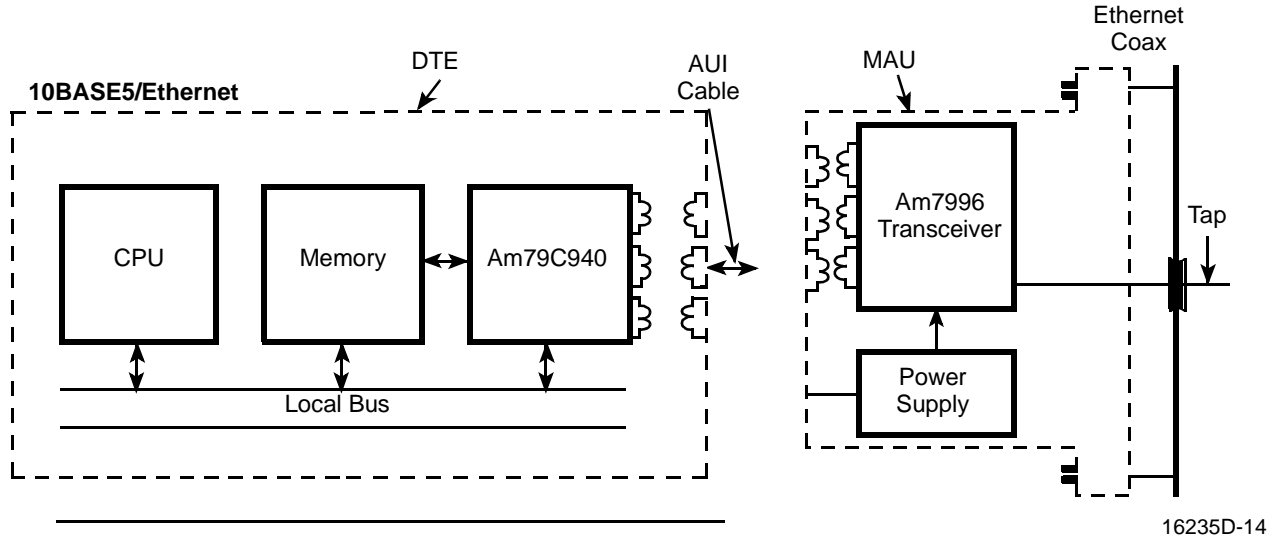 Ethernet
Coax
DTE
AUI
Cable
MAU
10BASE5/Ethernet
CPU
Memory
Am79C940
Am7996
Transceiver
Tap
Power
Supply
Local Bus
16235D-14